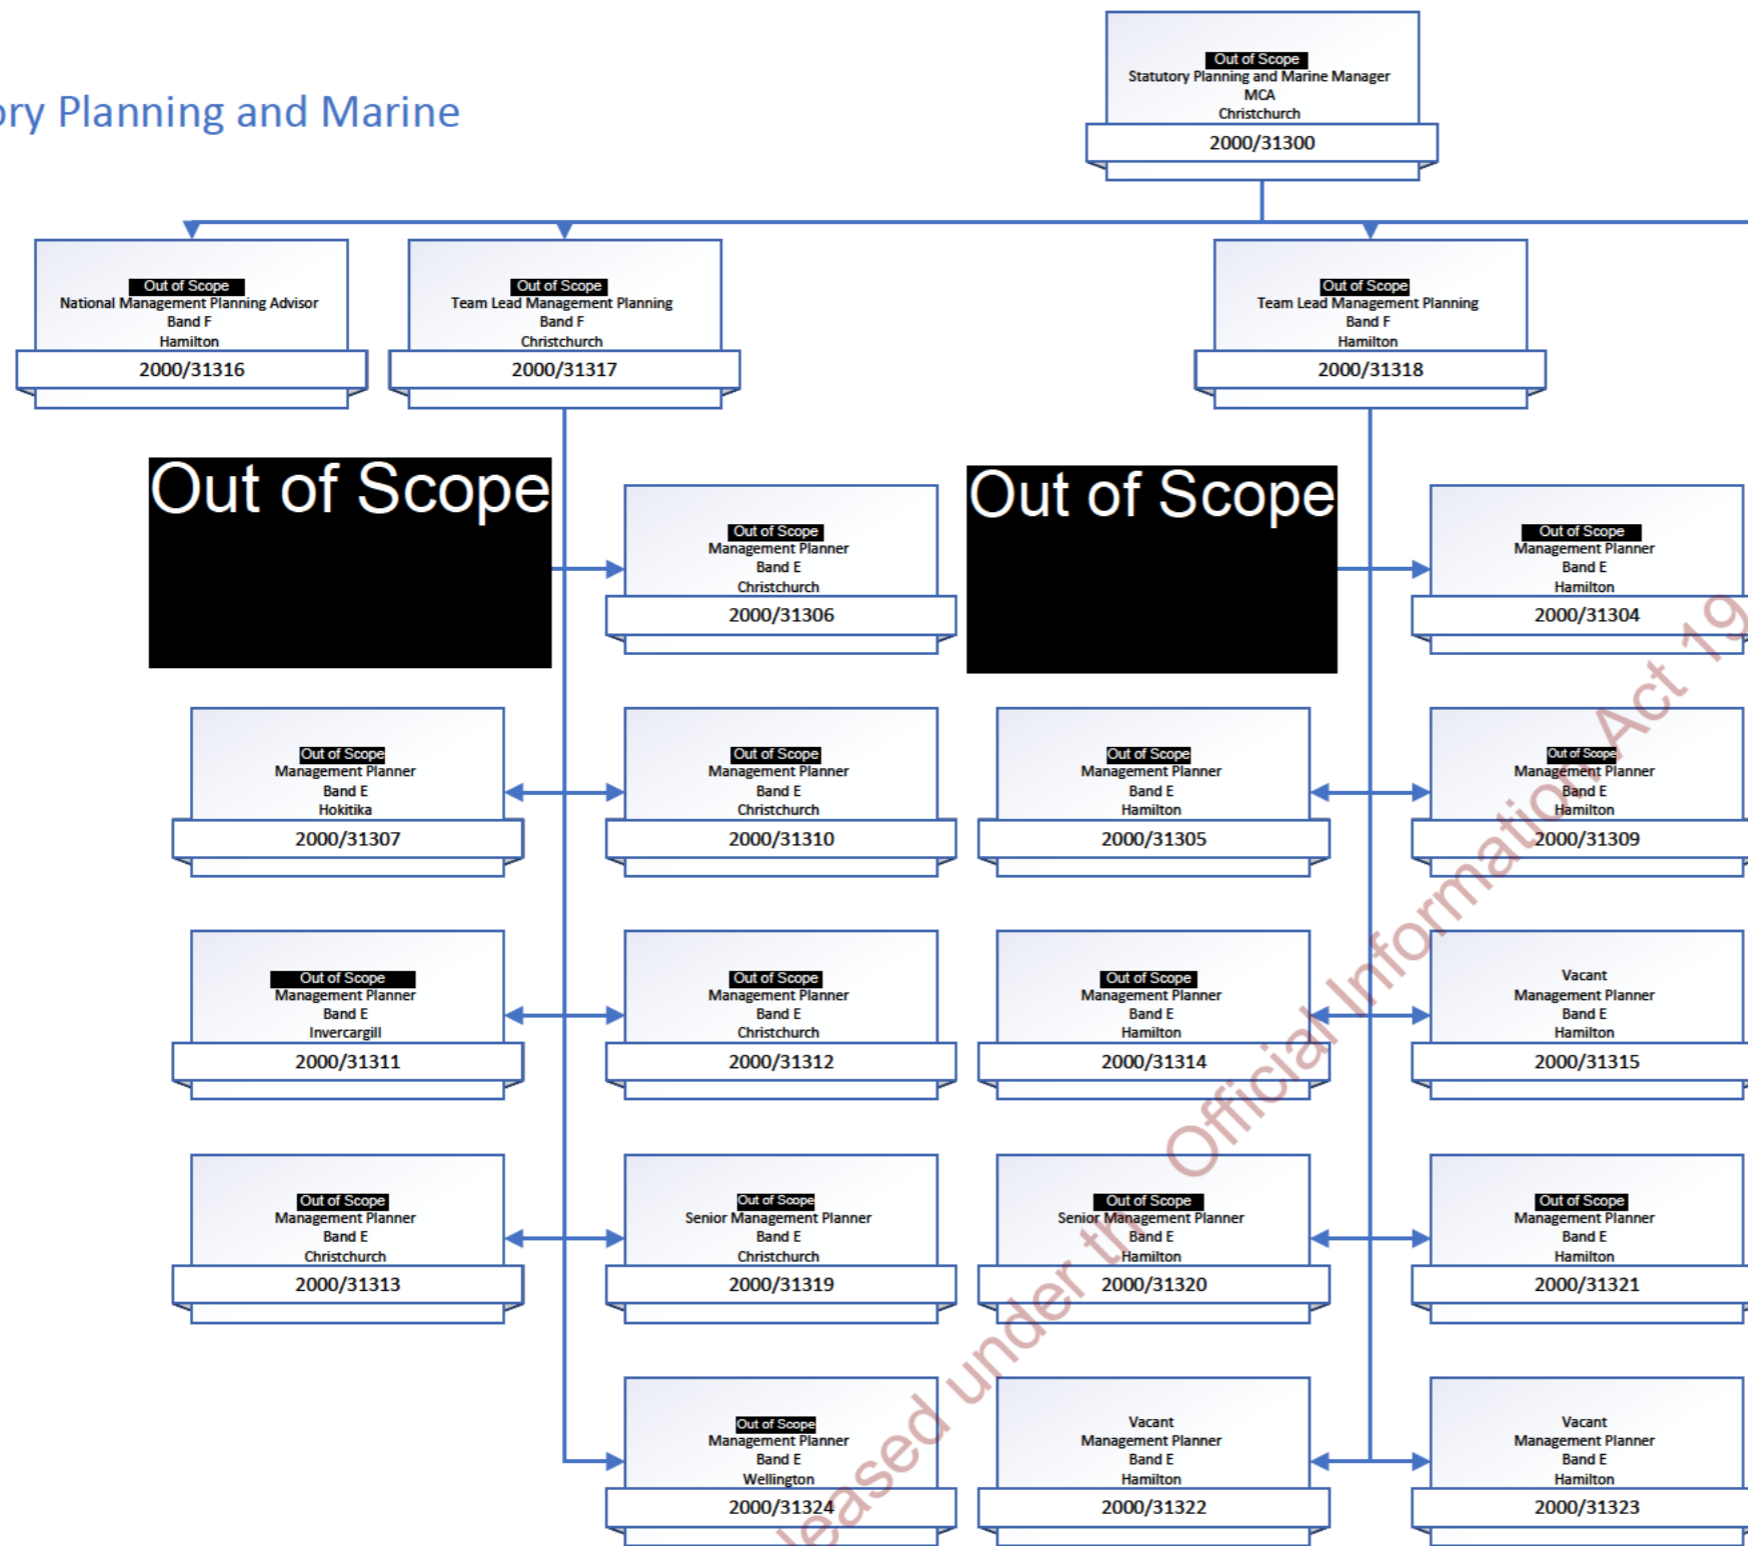 ory Planning and Marine
Out of Scope
Statutory Planning and Marine Manager
MCA
Christchurch
2000/31300
Out of Scope
National Management Planning Advisor
Band F
Hamilton
2000/31316
Out of Scope
Team Lead Management Planning
Band F
Christchurch
2000/31317
Out of Scope
Team Lead Management Planning
Band F
Hamilton
2000/31318
Out of Scope
Out of Scope
Management Planner
Band E
Christchurch
2000/31306
Out of Scope
Out of Scope
Management Planner
Band E
Hamilton
2000/31304
Out of Scope
Management Planner
Band E
Hokitika
2000/31307
Out of Scope
Management Planner
Band E
Christchurch
2000/31310
Out of Scope
Management Planner
Band E
Hamilton
2000/31305
Out of Scope
Management Planner
Band E
Hamilton
2000/31309
Out of Scope
Management Planner
Band E
Invercargill
2000/31311
Out of Scope
Management Planner
Band E
Christchurch
2000/31312
Out of Scope
Management Planner
Band E
Hamilton
2000/31314
Vacant
Management Planner
Band E
Hamilton
2000/31315
Out of Scope
Management Planner
Band E
Christchurch
2000/31313
Out of Scope
Senior Management Planner
Band E
Christchurch
2000/31319
Out of Scope
Senior Management Planner
Band E
Hamilton
2000/31320
Out of Scope
Management Planner
Band E
Hamilton
2000/31321
Out of Scope
Management Planner
Band E
Wellington
2000/31324
Vacant
Management Planner
Band E
Hamilton
2000/31322
Vacant
Management Planner
Band E
Hamilton
2000/31323
leased under th Official Information Act 19